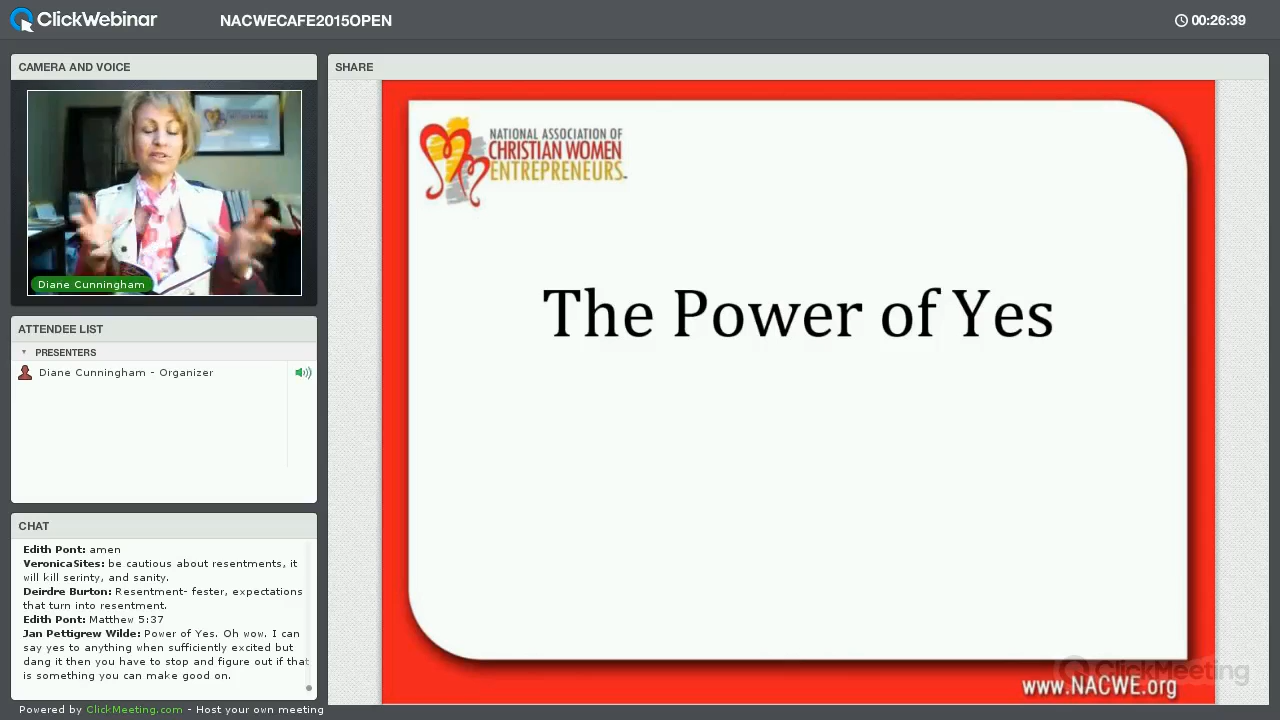 ClickWebinar
NACWECAFE2015OPEN
00:26:39
CAMERA AND VOICE
Diane Cunningham
ATTENDEE LIST
PRESENTERS
Diane Cunningham - Organizer
CHAT
Edith Pont: amen
Veronica Sites: be cautious about resentments, it
will kill sinty, and sanity.
Deirdre Burton: Resentment- fester, expectations
that turn into resentment.
Edith Pont: Matthew 5:37
Jan Pettigrew Wilde: Power of Yes. Oh wow. I can
say yes to anything when presently excited. But
dang it.......you have to stop and figure out if that
is something you can make good on.
Powered by ClickMeeting.com - Host your own meeting
SHARE
NATIONAL ASSOCIATION OF
CHRISTIAN WOMEN
ENTREPRENEURS
The Power of Yes
ClickMeeting
www.NACWE.org